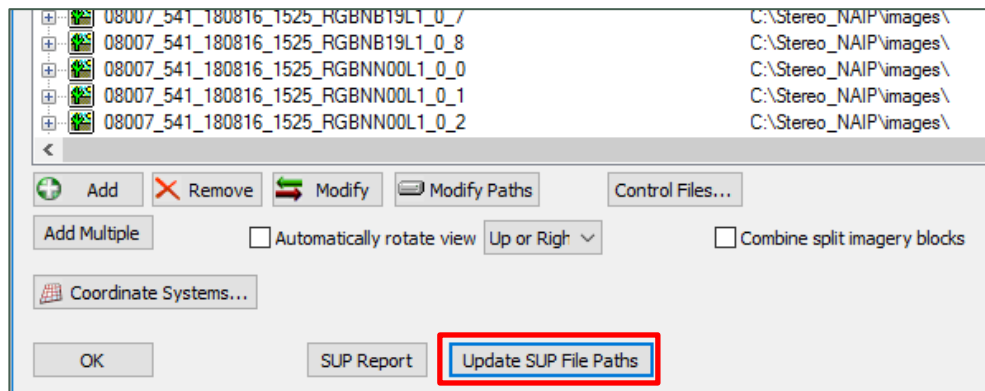 08007_541_180816_1525_RGBNB19L1_0_7 C:\Stereo_NAIP\images\
08007_541_180816_1525_RGBNB19L1_0_8 C:\Stereo_NAIP\images\
08007_541_180816_1525_RGBNN00L1_0_0 C:\Stereo_NAIP\images\
08007_541_180816_1525_RGBNN00L1_0_1 C:\Stereo_NAIP\images\
08007_541_180816_1525_RGBNN00L1_0_2 C:\Stereo_NAIP\images\
Add Remove Modify Modify Paths Control Files...
Add Multiple Automatically rotate view Up or Righ Combine split imagery blocks
Coordinate Systems...
OK SUP Report Update SUP File Paths